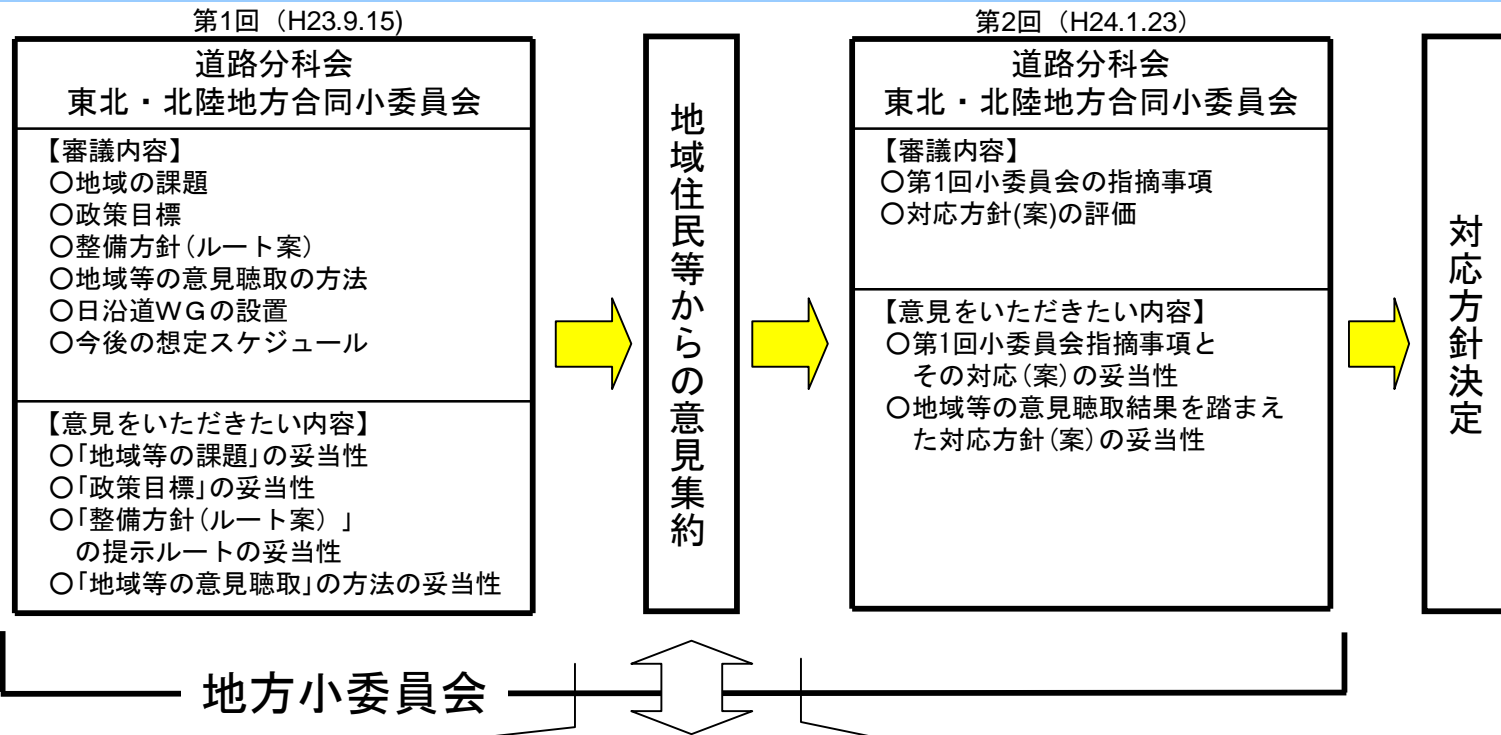 第1回（H23.9.15)
道路分科会
東北・北陸地方合同小委員会
【審議内容】
〇地域の課題
〇政策目標
〇整備方針（ルート案）
〇地域等の意見聴取の方法
〇日沿道ＷＧの設置
〇今後の想定スケジュール
【意見をいただきたい内容】
〇「地域等の課題」の妥当性
〇「政策目標」の妥当性
〇「整備方針（ルート案）」
の提示ルートの妥当性
〇「地域等の意見聴取」の方法の妥当性
地域住民等からの意見集約
第2回（H24.1.23）
道路分科会
東北・北陸地方合同小委員会
【審議内容】
〇第1回小委員会の指摘事項
〇対応方針(案)の評価
【意見をいただきたい内容】
〇第1回小委員会指摘事項と
その対応（案）の妥当性
〇地域等の意見聴取結果を踏まえ
た対応方針（案）の妥当性
対応方針決定
地方小委員会